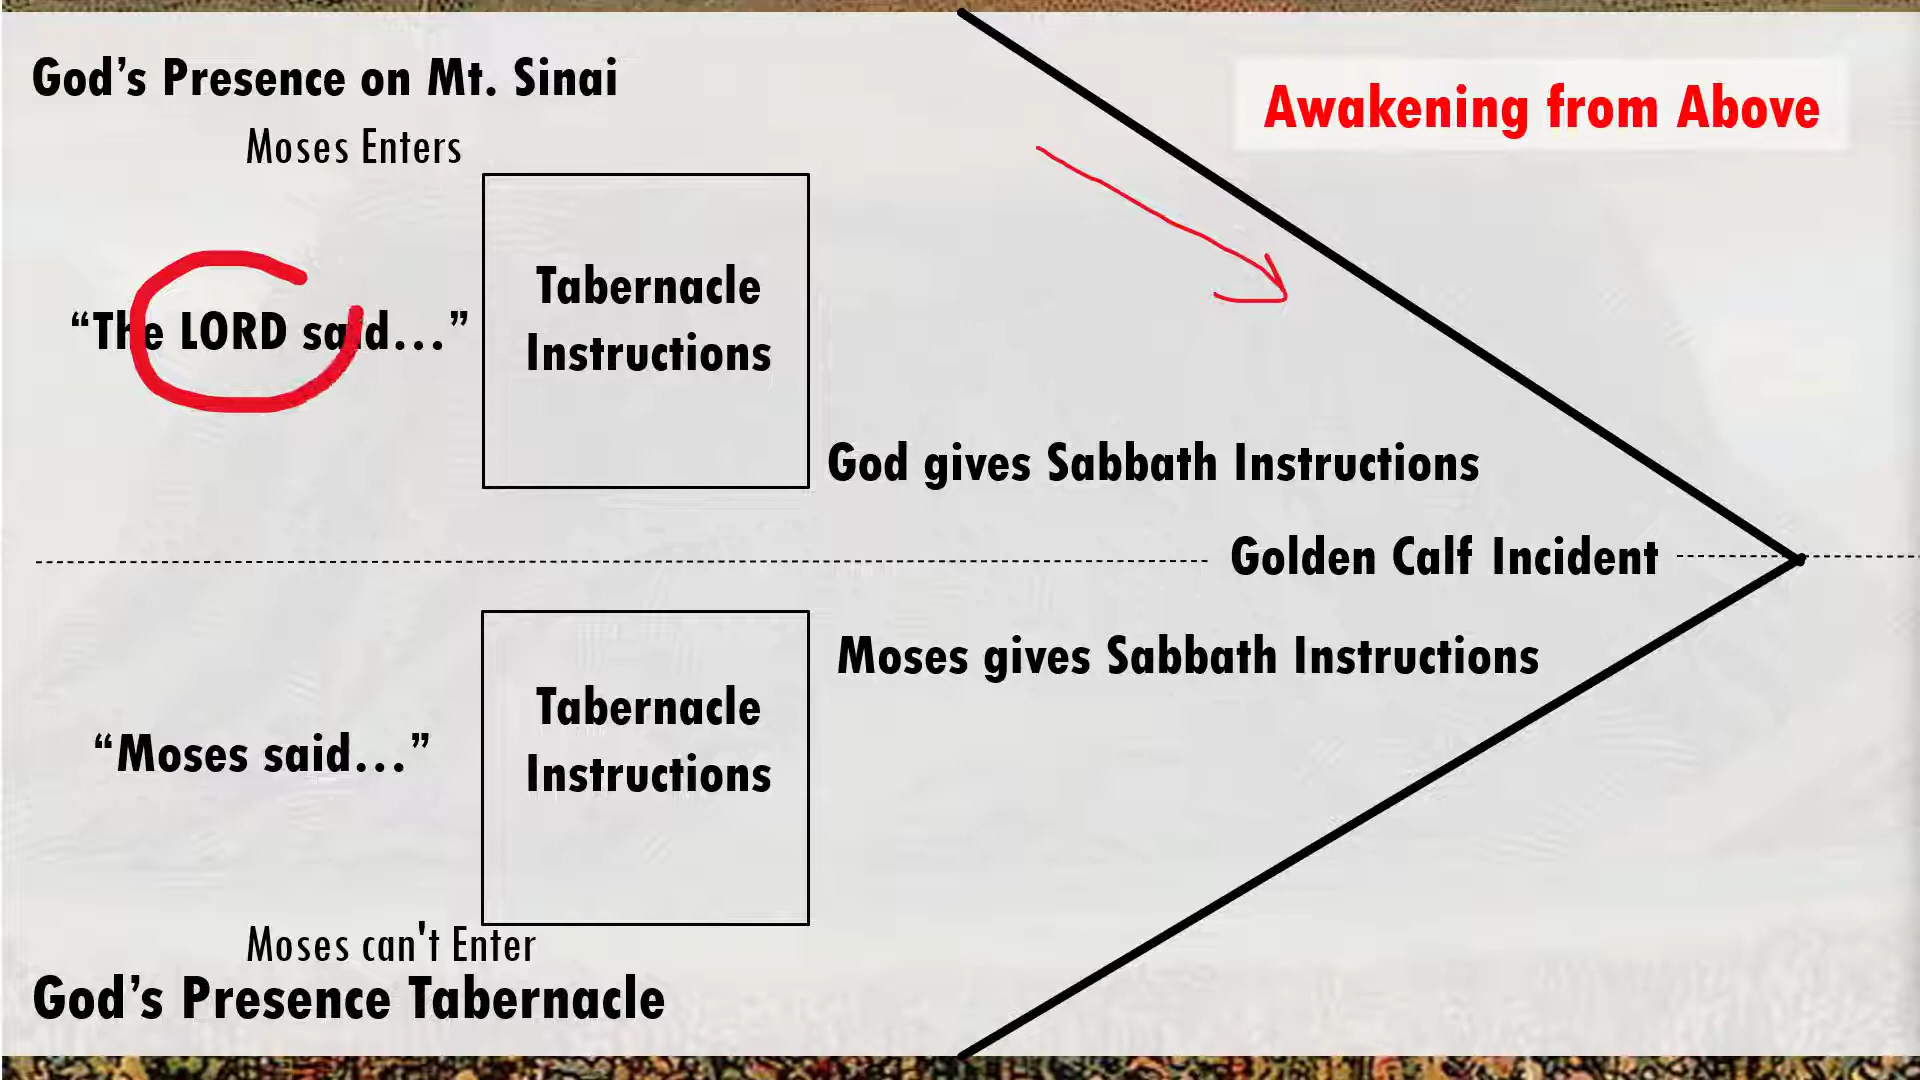 God’s Presence on Mt. Sinai
Awakening from Above
Moses Enters
“The LORD said…”
Tabernacle
Instructions
God gives Sabbath Instructions
Golden Calf Incident
Moses gives Sabbath Instructions
“Moses said…”
Tabernacle
Instructions
Moses can't Enter
God’s Presence Tabernacle